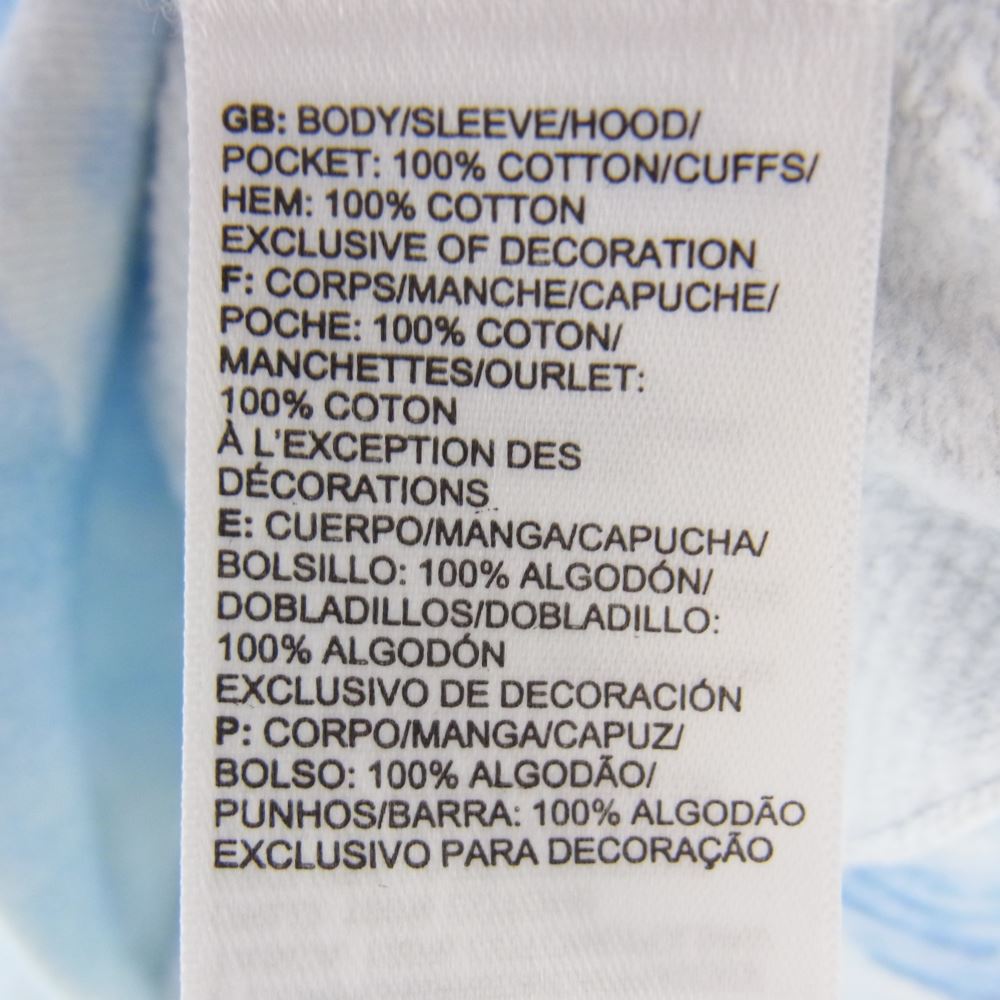 GB: BODY/SLEEVE/HOOD/
POCKET: 100% COTTON/CUFFS/
HEM: 100% COTTON
EXCLUSIVE OF DECORATION
F: CORPS/MANCHE/CAPUCHE/
POCHE: 100% COTON/
MANCHETTES/OURLET:
100% COTON
À L'EXCEPTION DES
DÉCORATIONS
E: CUERPO/MANGA/CAPUCHA/
BOLSILLO: 100% ALGODÓN/
DOBLADILLOS/DOBLADILLO:
100% ALGODÓN
EXCLUSIVO DE DECORACIÓN
P: CORPO/MANGA/CAPUZ/
BOLSO: 100% ALGODÃO/
PUNHOS/BARRA: 100% ALGODÃO
EXCLUSIVO PARA DECORAÇÃO